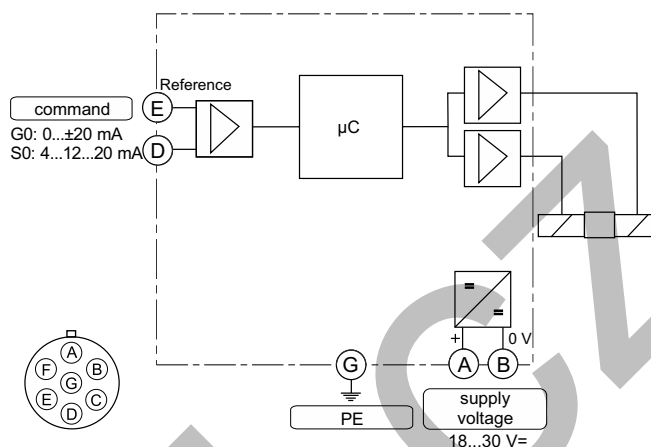 Reference
command
E
G0: 0...±20 mA
D
S0: 4...12...20 mA
µC
+
0 V
G
A
B
PE
supply
voltage
18...30 V=
A
F
B
G
E
C
D